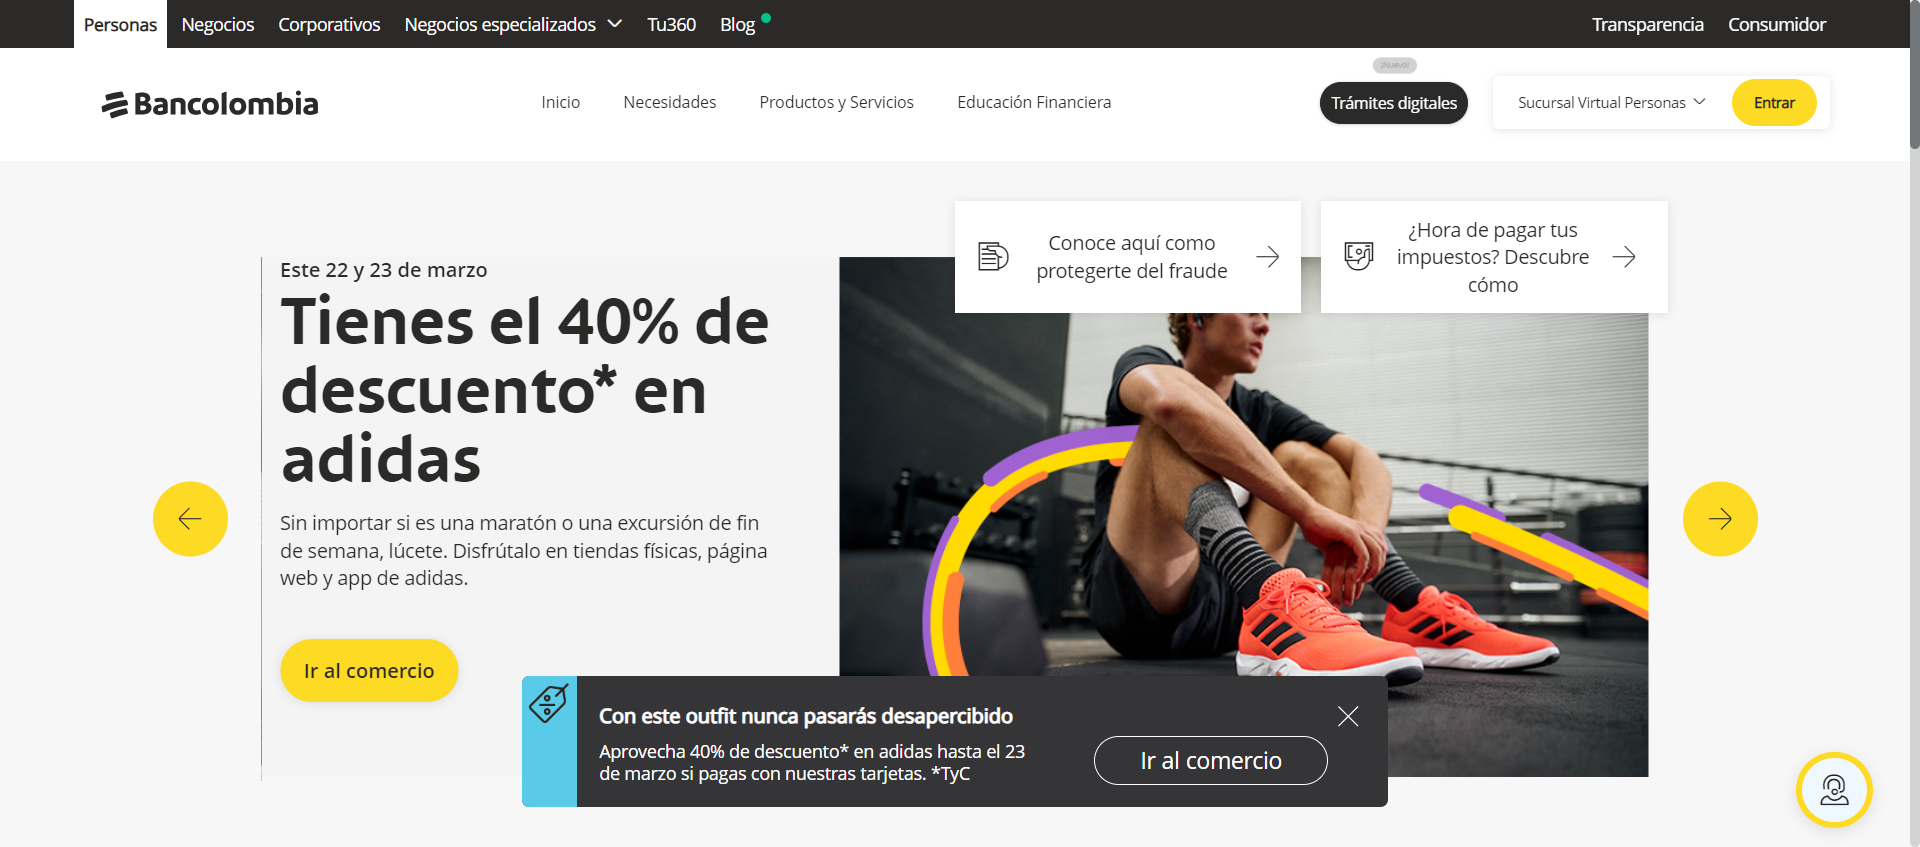 Personas
Negocios
Corporativos
Negocios especializados
Tu360
Blog
Transparencia
Consumidor
Bancolombia
Inicio
Necesidades
Productos y Servicios
Educación Financiera
¡Nuevo!
Trámites digitales
Sucursal Virtual Personas
Entrar
Conoce aquí como
protegerte del fraude
¿Hora de pagar tus
impuestos? Descubre
cómo
Este 22 y 23 de marzo
Tienes el 40% de
descuento* en
adidas
Sin importar si es una maratón o una excursión de fin
de semana, lúcete. Disfrútalo en tiendas físicas, página
web y app de adidas.
Ir al comercio
Con este outfit nunca pasarás desapercibido
Aprovecha 40% de descuento* en adidas hasta el 23
de marzo si pagas con nuestras tarjetas. *TyC
Ir al comercio